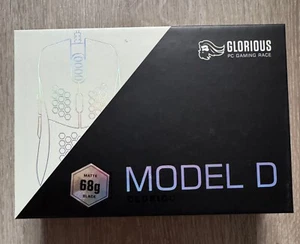 GLORIOUS
PC GAMING RACE
MATTE
68g
BLACK
MODEL D